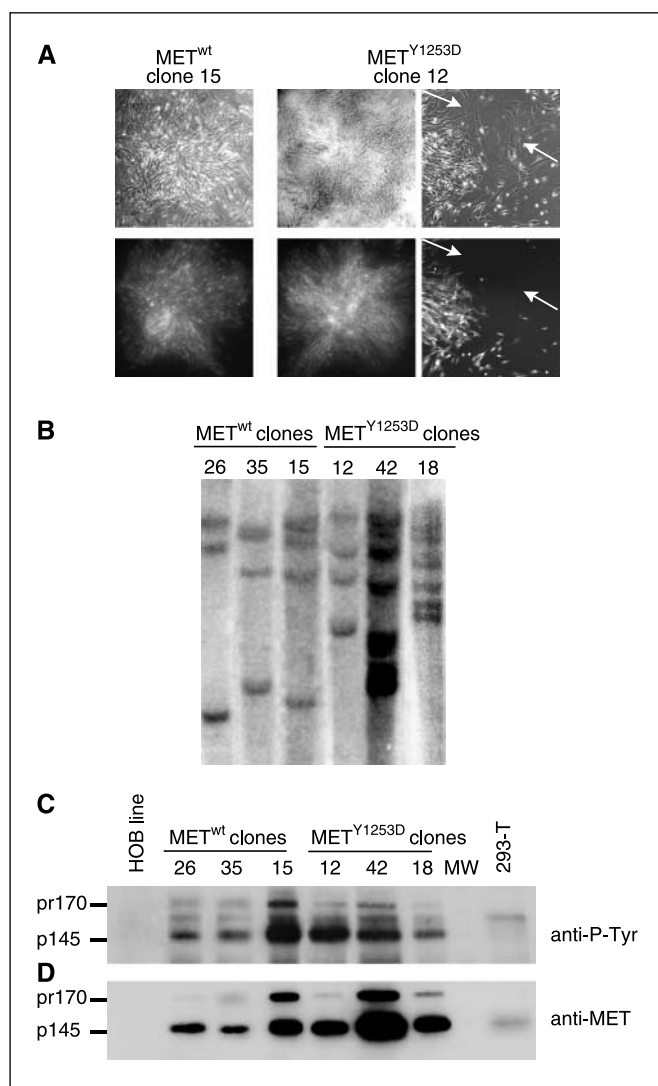 A
MET^wt clone 15
MET^Y1253D clone 12
B
MET^wt clones MET^Y1253D clones
26 35 15 12 42 18
C
HOB line
MET^wt clones MET^Y1253D clones
293-T
26 35 15 12 42 18 MW
pr170
p145
anti-P-Tyr
D
pr170
p145
anti-MET